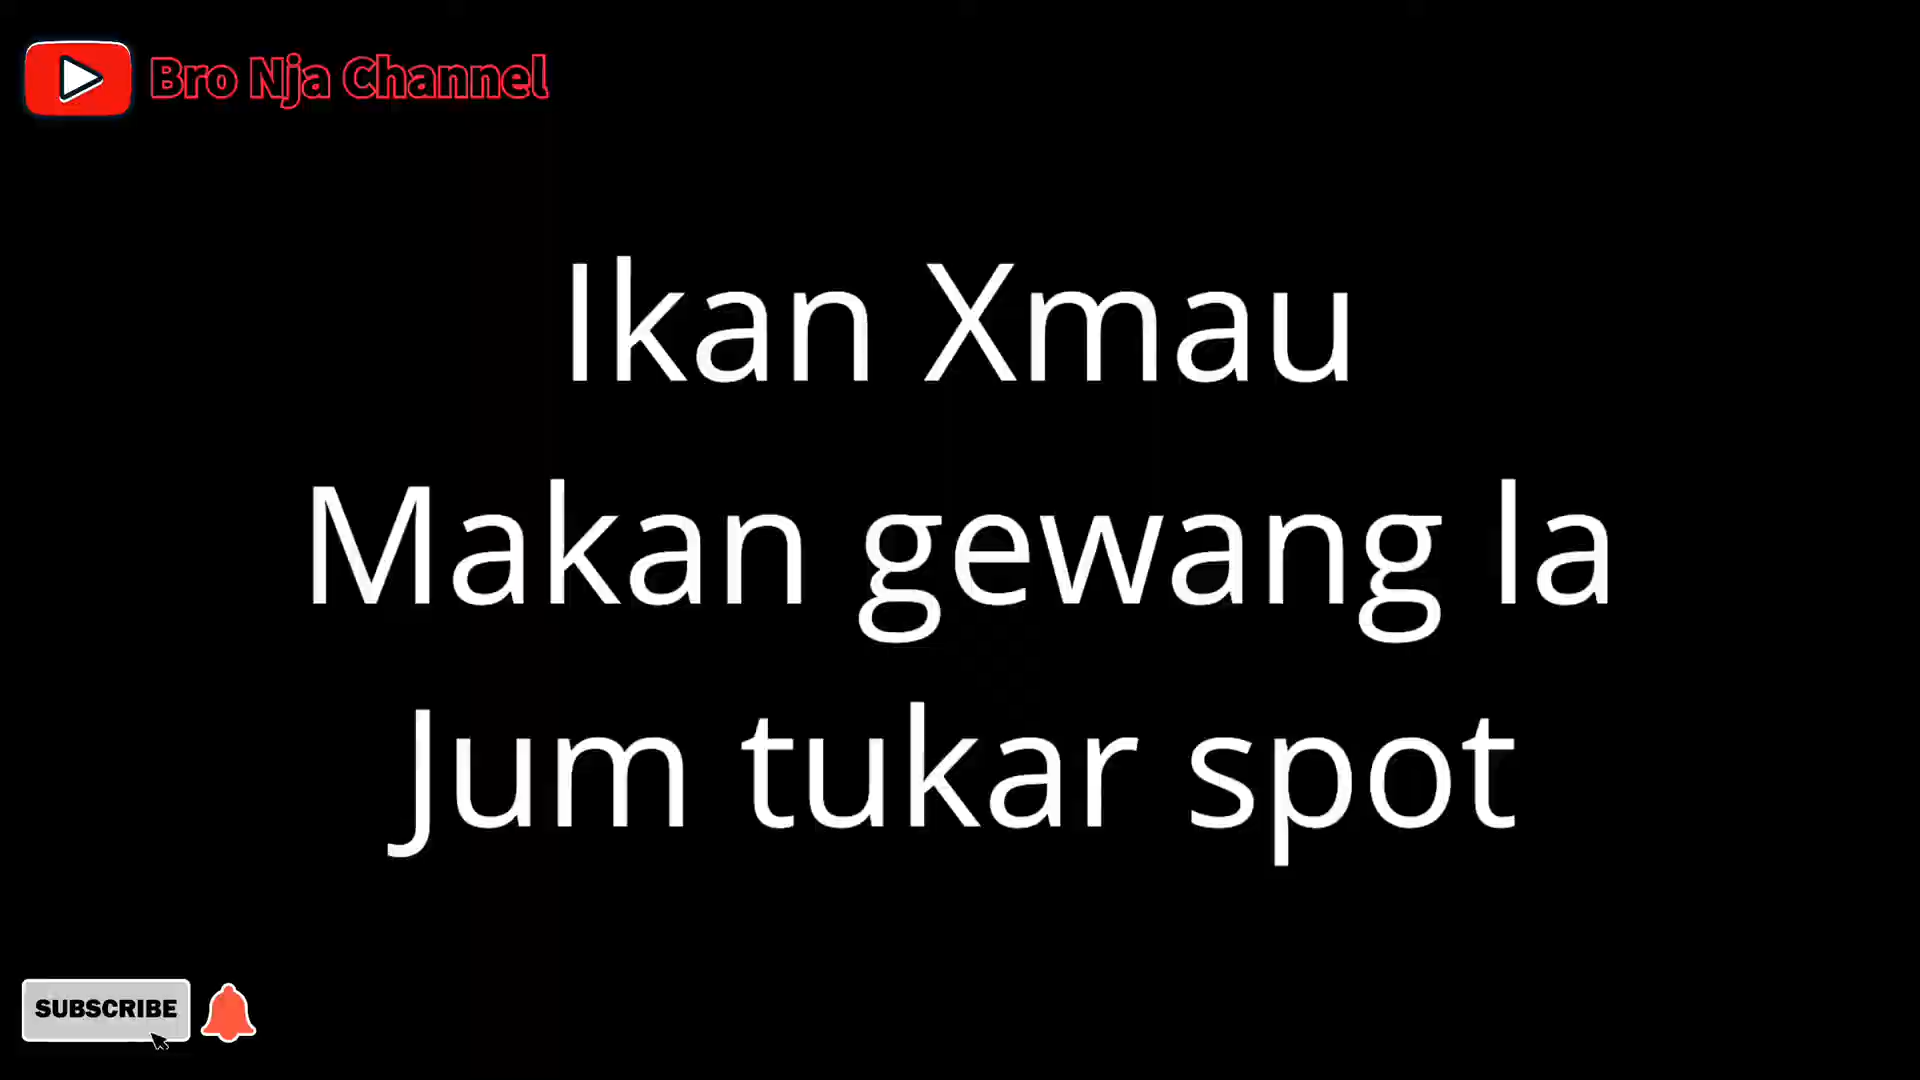 Bro Nja Channel
Ikan Xmau
Makan gewang la
Jum tukar spot
SUBSCRIBE